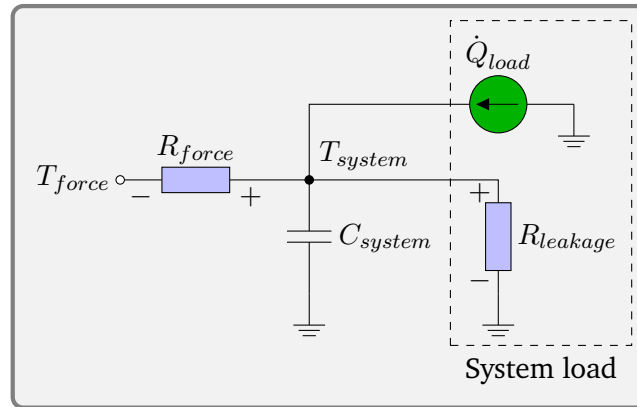 Q̇load
Rforce
Tsystem
Tforce
− +
+
Csystem
Rleakage
−
System load